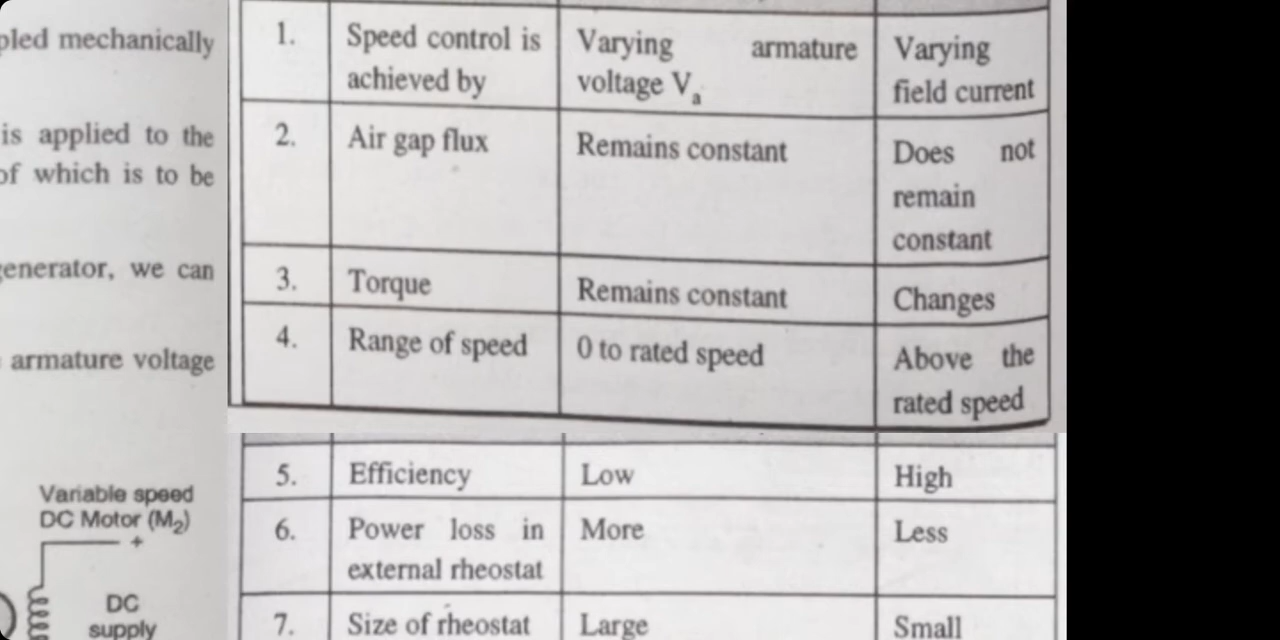 pled mechanically
is applied to the
of which is to be
generator, we can
armature voltage
Variable speed
DC Motor (M2)
+
DC
supply
1. Speed control is Varying armature Varying
achieved by voltage Va field current
2. Air gap flux Remains constant Does not
remain
constant
3. Torque Remains constant Changes
4. Range of speed 0 to rated speed Above the
rated speed
5. Efficiency Low High
6. Power loss in More Less
external rheostat
7. Size of rheostat Large Small